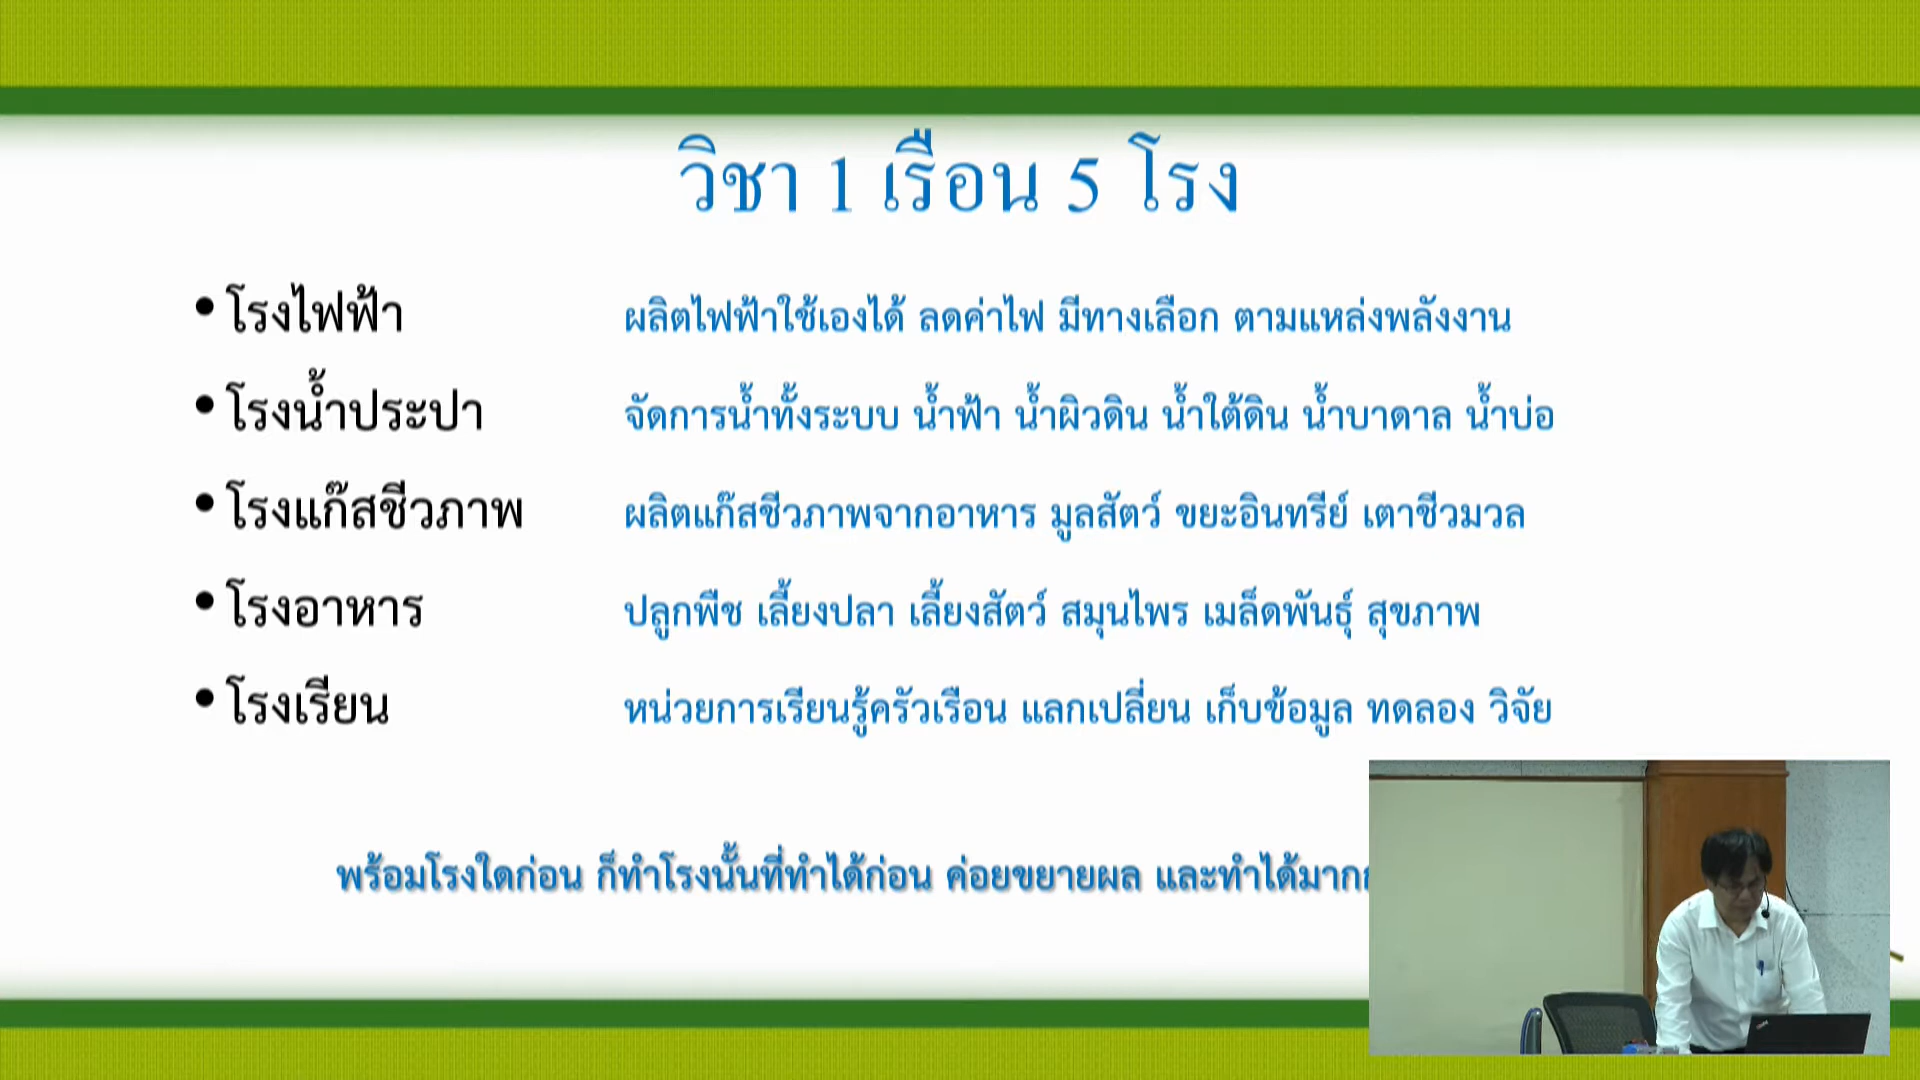 วิชา 1 เรือน 5 โรง
• โรงไฟฟ้า ผลิตไฟฟ้าใช้เองได้ ลดค่าไฟ มีทางเลือก ตามแหล่งพลังงาน
• โรงน้ำประปา จัดการน้ำทั้งระบบ น้ำฟ้า น้ำผิวดิน น้ำใต้ดิน น้ำบาดาล น้ำบ่อ
• โรงแก๊สชีวภาพ ผลิตแก๊สชีวภาพจากอาหาร มูลสัตว์ ขยะอินทรีย์ เตาชีวมวล
• โรงอาหาร ปลูกพืช เลี้ยงปลา เลี้ยงสัตว์ สมุนไพร เมล็ดพันธุ์ สุขภาพ
• โรงเรียน หน่วยการเรียนรู้ครัวเรือน แลกเปลี่ยน เก็บข้อมูล ทดลอง วิจัย
พร้อมโรงใดก่อน ก็ทำโรงนั้นที่ทำได้ก่อน ค่อยขยายผล และทำได้มาก